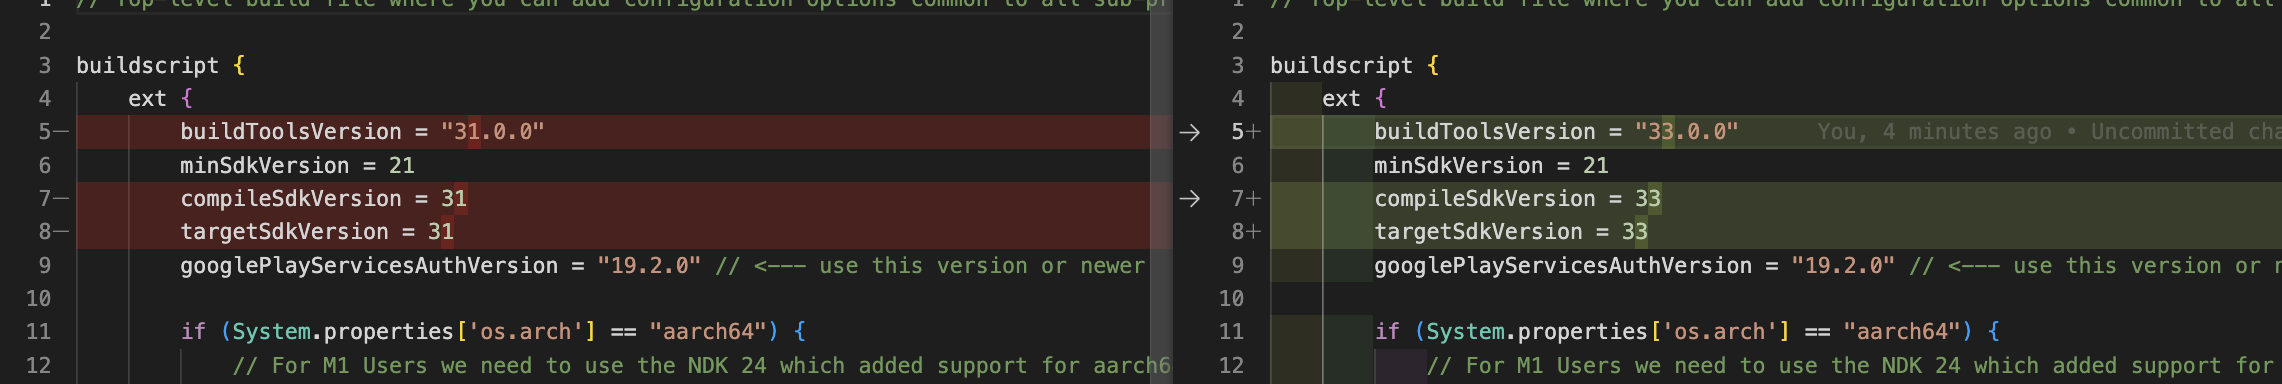 1 // Top-level build file where you can add configuration options common to all sub-pr
2
3 buildscript {
4 ext {
5— buildToolsVersion = "31.0.0"
6 minSdkVersion = 21
7— compileSdkVersion = 31
8— targetSdkVersion = 31
9 googlePlayServicesAuthVersion = "19.2.0" // <--- use this version or newer
10
11 if (System.properties['os.arch'] == "aarch64") {
12 // For M1 Users we need to use the NDK 24 which added support for aarch6
1 // Top-level build file where you can add configuration options common to all
2
3 buildscript {
4 ext {
→ 5+ buildToolsVersion = "33.0.0" You, 4 minutes ago • Uncommitted cha
6 minSdkVersion = 21
→ 7+ compileSdkVersion = 33
8+ targetSdkVersion = 33
9 googlePlayServicesAuthVersion = "19.2.0" // <--- use this version or n
10
11 if (System.properties['os.arch'] == "aarch64") {
12 // For M1 Users we need to use the NDK 24 which added support for